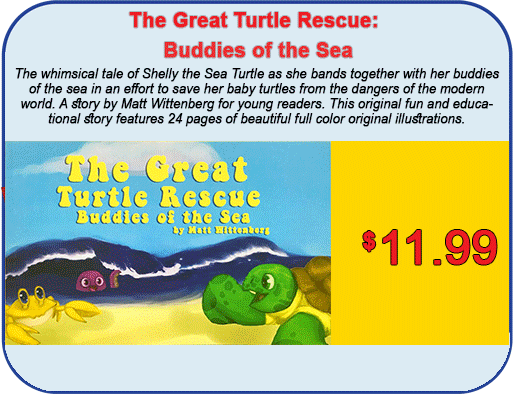 The Great Turtle Rescue:
Buddies of the Sea
The whimsical tale of Shelly the Sea Turtle as she bands together with her buddies
of the sea in an effort to save her baby turtles from the dangers of the modern
world. A story by Matt Wittenberg for young readers. This original fun and educa-
tional story features 24 pages of beautiful full color original illustrations.
The Great
Turtle Rescue
Buddies of the Sea
by Matt Wittenberg
$11.99